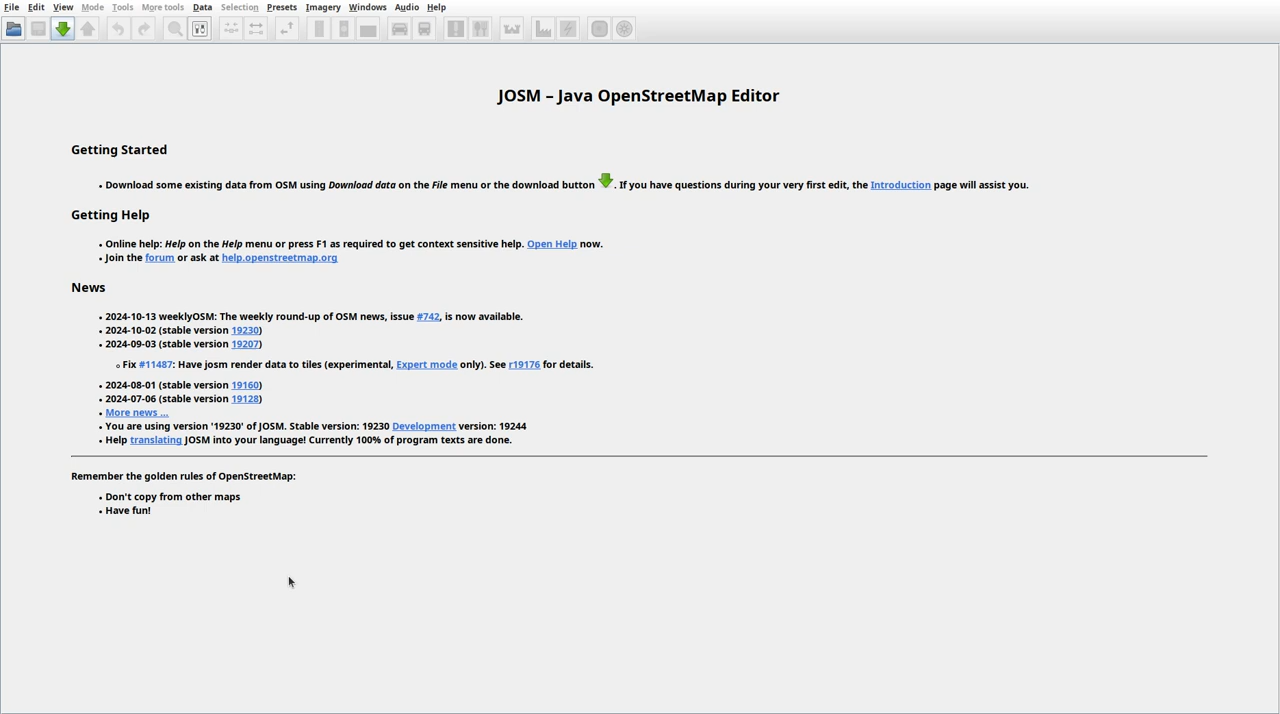 File Edit View Mode Tools More tools Data Selection Presets Imagery Windows Audio Help
JOSM – Java OpenStreetMap Editor
Getting Started
• Download some existing data from OSM using Download data on the File menu or the download button . If you have questions during your very first edit, the Introduction page will assist you.
Getting Help
• Online help: Help on the Help menu or press F1 as required to get context sensitive help. Open Help now.
• Join the forum or ask at help.openstreetmap.org
News
• 2024-10-13 weeklyOSM: The weekly round-up of OSM news, issue #742, is now available.
• 2024-10-02 (stable version 19230)
• 2024-09-03 (stable version 19207)
◦ Fix #11487: Have josm render data to tiles (experimental, Expert mode only). See r19176 for details.
• 2024-08-01 (stable version 19160)
• 2024-07-06 (stable version 19128)
• More news ...
• You are using version '19230' of JOSM. Stable version: 19230 Development version: 19244
• Help translating JOSM into your language! Currently 100% of program texts are done.
Remember the golden rules of OpenStreetMap:
• Don't copy from other maps
• Have fun!